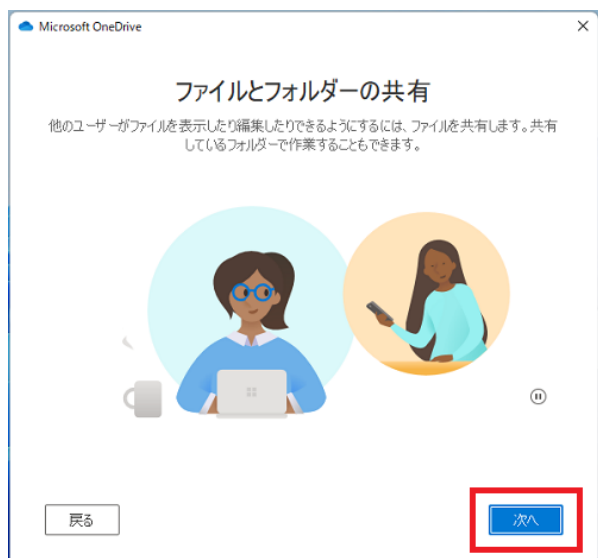 Microsoft OneDrive
ファイルとフォルダーの共有
他のユーザーがファイルを表示したり編集したりできるようにするには、ファイルを共有します。共有
しているフォルダーで作業することもできます。
戻る
次へ